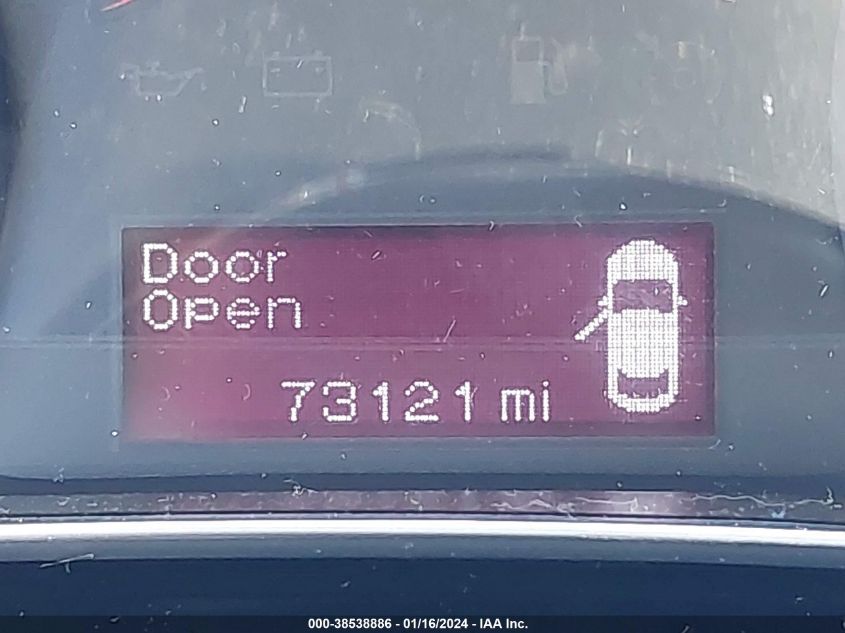 Door
Open
73121 mi
000-38538886 - 01/16/2024 - IAA Inc.